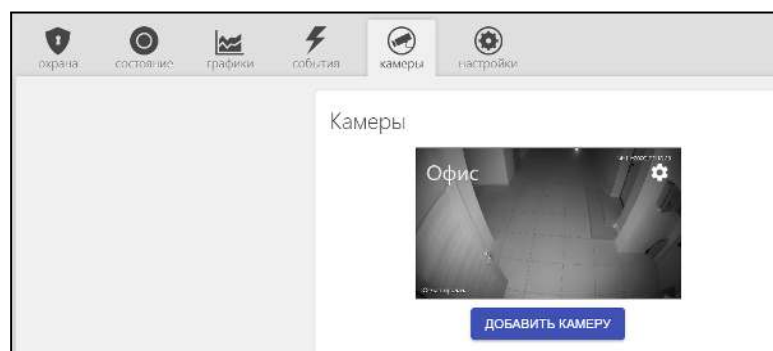 охрана
состояние
графики
события
камеры
настройки
Камеры
Офис
ДОБАВИТЬ КАМЕРУ